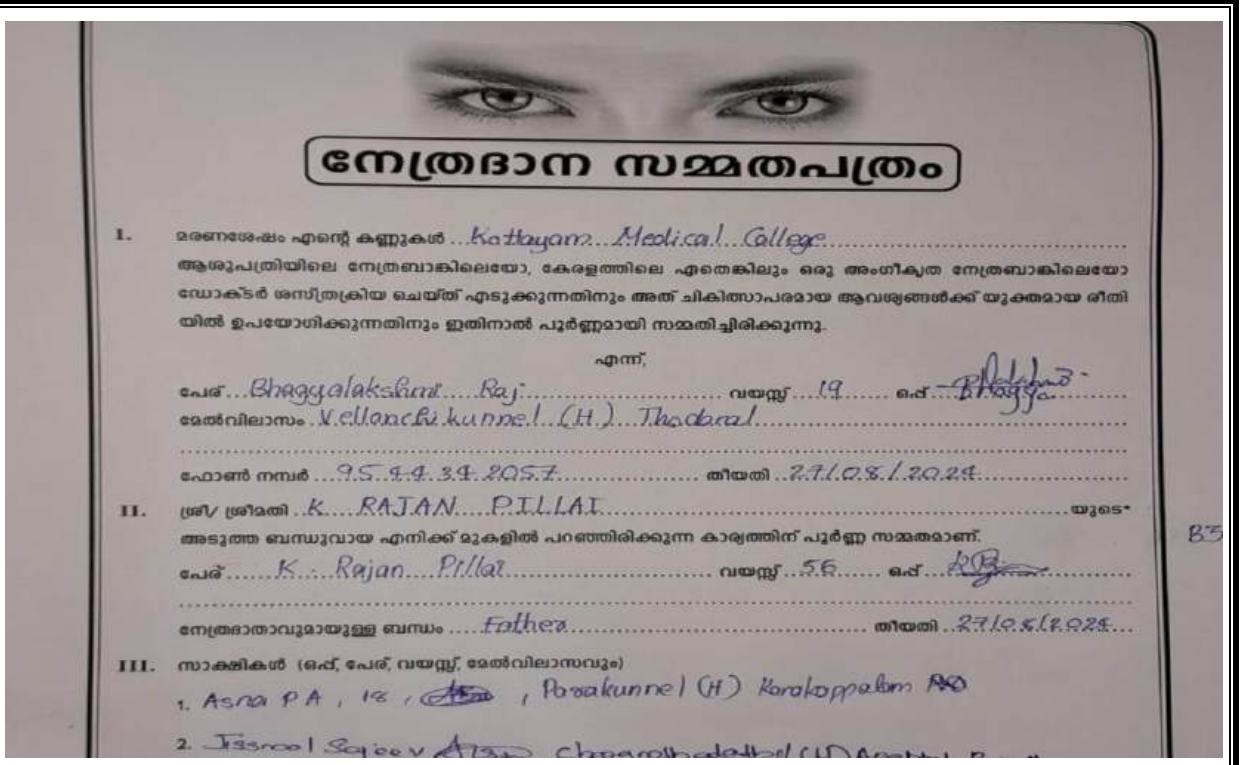 നേത്രദാന സമ്മതപത്രം
I. മരണശേഷം എന്റെ കണ്ണുകൾ ...Kottayam...Medical...College...
ആശുപത്രിയിലെ നേത്രബാങ്കിലെയോ, കേരളത്തിലെ ഏതെങ്കിലും ഒരു അംഗീകൃത നേത്രബാങ്കിലെയോ
ഡോക്ടർ ശസ്ത്രക്രിയ ചെയ്ത് എടുക്കുന്നതിനും അത് ചികിത്സാപരമായ ആവശ്യങ്ങൾക്ക് യുക്തമായ രീതി
യിൽ ഉപയോഗിക്കുന്നതിനും ഇതിനാൽ പൂർണ്ണമായി സമ്മതിച്ചിരിക്കുന്നു.
എന്ന്,
പേര് ...Bhagyalakshmi...Raj... വയസ്സ് ...19... ഒപ്പ്
മേൽവിലാസം ...(H)...
ഫോൺ നമ്പർ ...9544342057... തീയതി ...27/08/2024...
II. ശ്രീ/ ശ്രീമതി ..K...RAJAN...PILLAI... യുടെ*
അടുത്ത ബന്ധുവായ എനിക്ക് മുകളിൽ പറഞ്ഞിരിക്കുന്ന കാര്യത്തിന് പൂർണ്ണ സമ്മതമാണ്.
B5
പേര് ...K. Rajan...Pillai... വയസ്സ് ...56... ഒപ്പ്
നേത്രദാതാവുമായുള്ള ബന്ധം ...Father... തീയതി ...27/08/2024...
III. സാക്ഷികൾ (ഒപ്പ്, പേര്, വയസ്സ്, മേൽവിലാസവും)
1. Asna P A, 18, , Parakunnel (H)
2. Sajeev